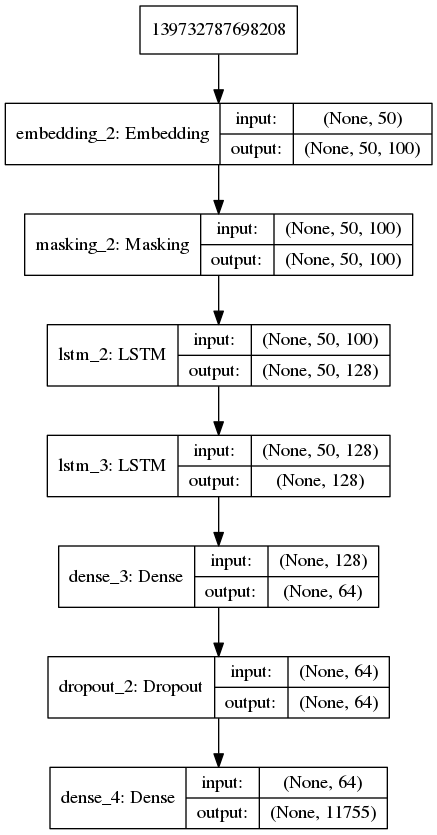 139732787698208
embedding_2: Embedding
input: (None, 50)
output: (None, 50, 100)
masking_2: Masking
input: (None, 50, 100)
output: (None, 50, 100)
lstm_2: LSTM
input: (None, 50, 100)
output: (None, 50, 128)
lstm_3: LSTM
input: (None, 50, 128)
output: (None, 128)
dense_3: Dense
input: (None, 128)
output: (None, 64)
dropout_2: Dropout
input: (None, 64)
output: (None, 64)
dense_4: Dense
input: (None, 64)
output: (None, 11755)